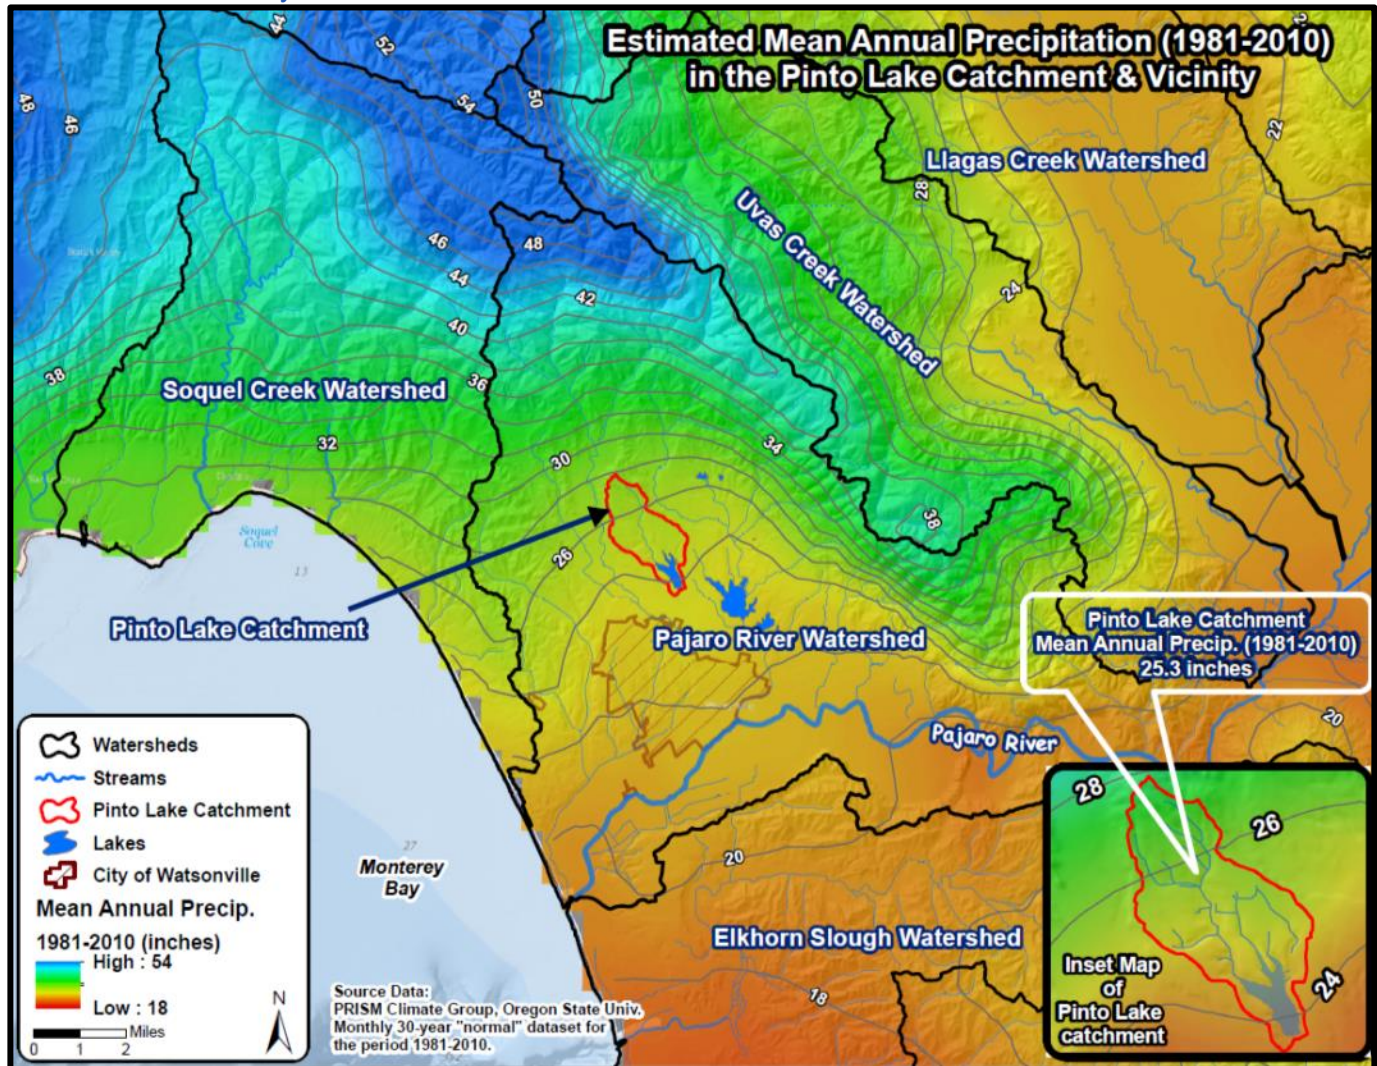 Estimated Mean Annual Precipitation (1981-2010)
in the Pinto Lake Catchment & Vicinity
44
52
54
50
48
46
22
Llagas Creek Watershed
28
Uvas Creek Watershed
46
48
44
42
24
40
38
36
Soquel Creek Watershed
32
34
30
38
Soquel
Cove
13
26
Pinto Lake Catchment
Pajaro River Watershed
Pinto Lake Catchment
Mean Annual Precip. (1981-2010)
25.3 inches
20
Pajaro River
Watersheds
Streams
Pinto Lake Catchment
Lakes
City of Watsonville
Mean Annual Precip.
1981-2010 (inches)
High : 54
Low : 18
Miles
0 1 2
N
27
Monterey
Bay
20
Elkhorn Slough Watershed
18
Source Data:
PRISM Climate Group, Oregon State Univ.
Monthly 30-year "normal" dataset for
the period 1981-2010.
28
26
24
Inset Map
of
Pinto Lake
catchment